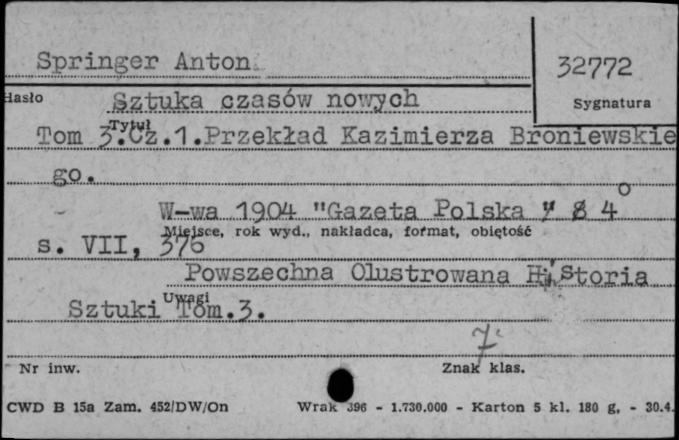 Springer Anton
32772
Hasło
Sygnatura
Sztuka czasów nowych
Tytuł
Tom 3.Cz.1.Przekład Kazimierza Broniewskie
go.
W-wa 1904 "Gazeta Polska 4⁰
Miejsce, rok wyd., nakładca, format, objętość
s. VII, 376
Powszechna Olustrowana Historia
Uwagi
Sztuki Tom.3.
7
Nr inw.
Znak klas.
CWD B 15a Zam. 452/DW/On Wrak 396 - 1.730.000 - Karton 5 kl. 180 g, - 30.4.